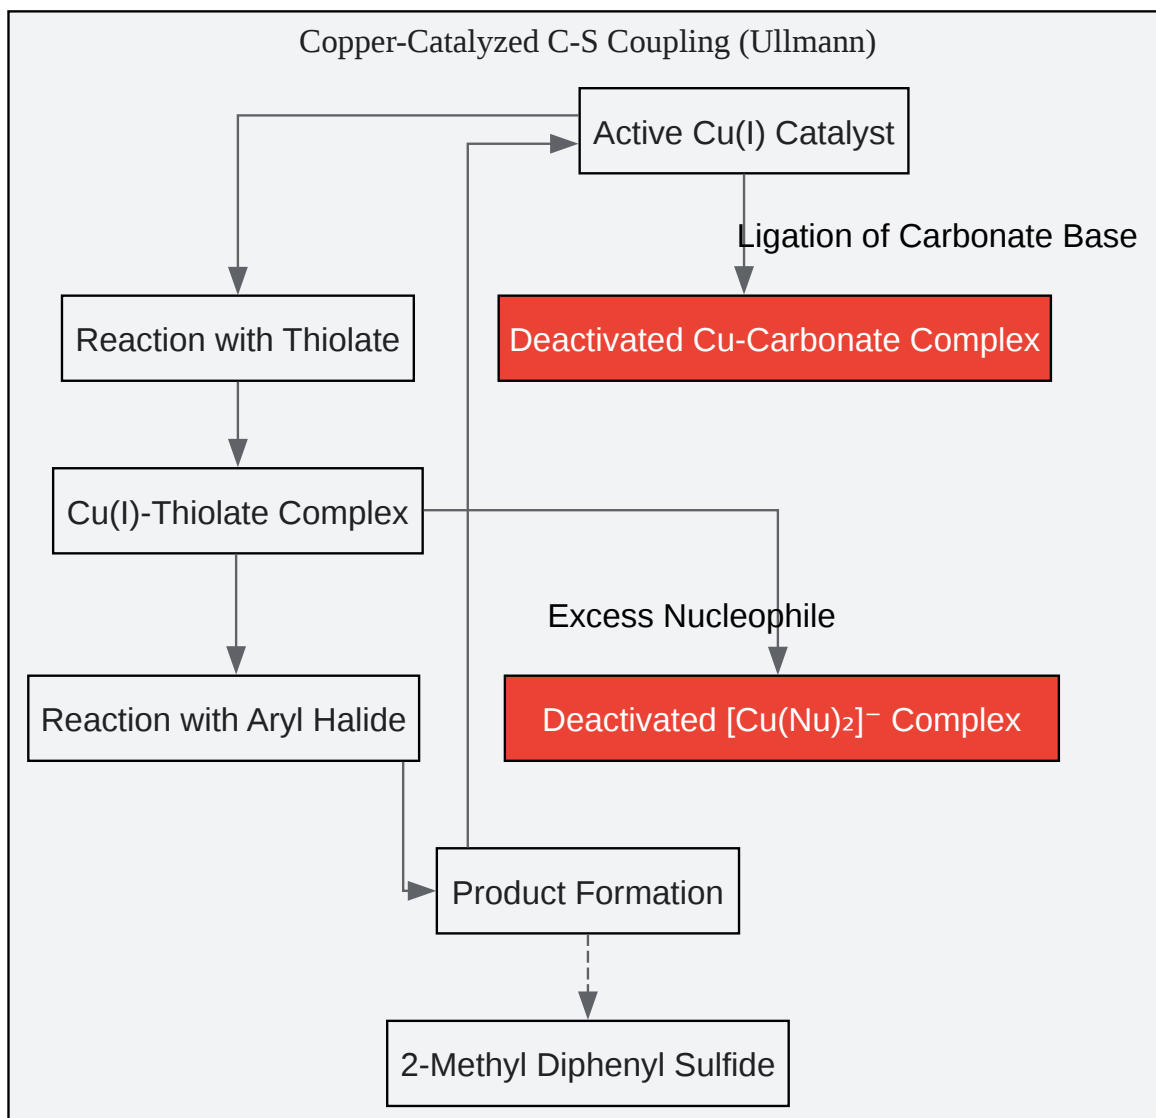 Copper-Catalyzed C-S Coupling (Ullmann)
Active Cu(I) Catalyst
Ligation of Carbonate Base
Reaction with Thiolate
Deactivated Cu-Carbonate Complex
Cu(I)-Thiolate Complex
Excess Nucleophile
Reaction with Aryl Halide
Deactivated [Cu(Nu)₂]⁻ Complex
Product Formation
2-Methyl Diphenyl Sulfide